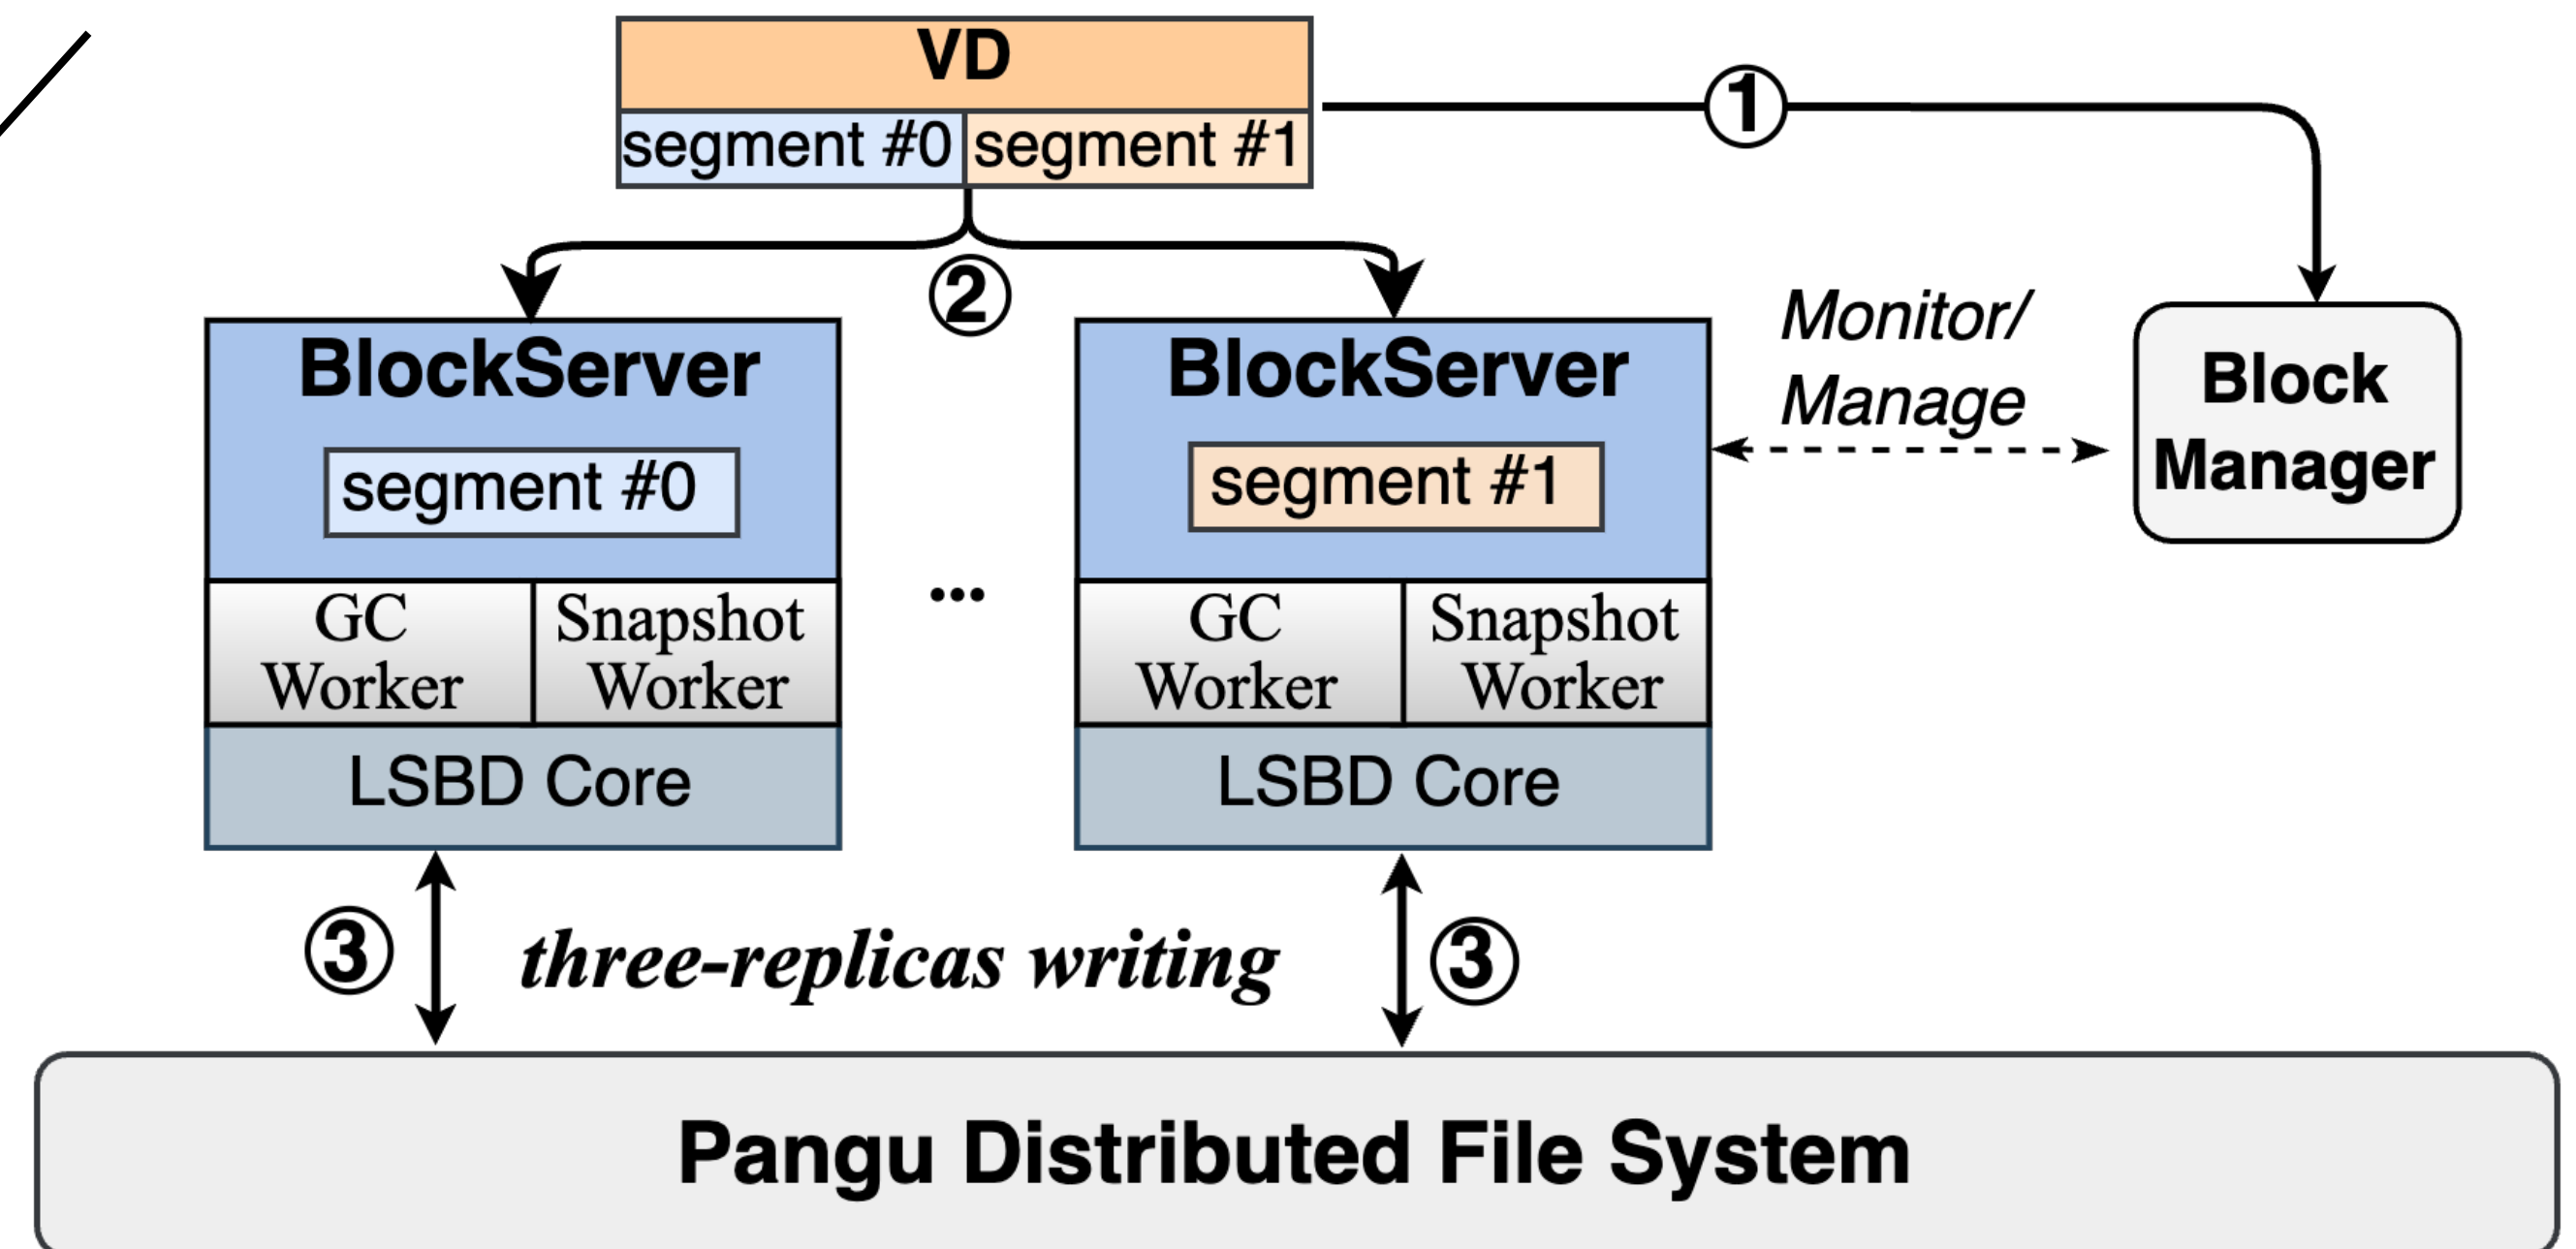 VD
segment #0 segment #1
①
②
BlockServer
segment #0
GC Worker
Snapshot Worker
LSBD Core
...
BlockServer
segment #1
GC Worker
Snapshot Worker
LSBD Core
Monitor/
Manage
Block
Manager
③
three-replicas writing
③
Pangu Distributed File System